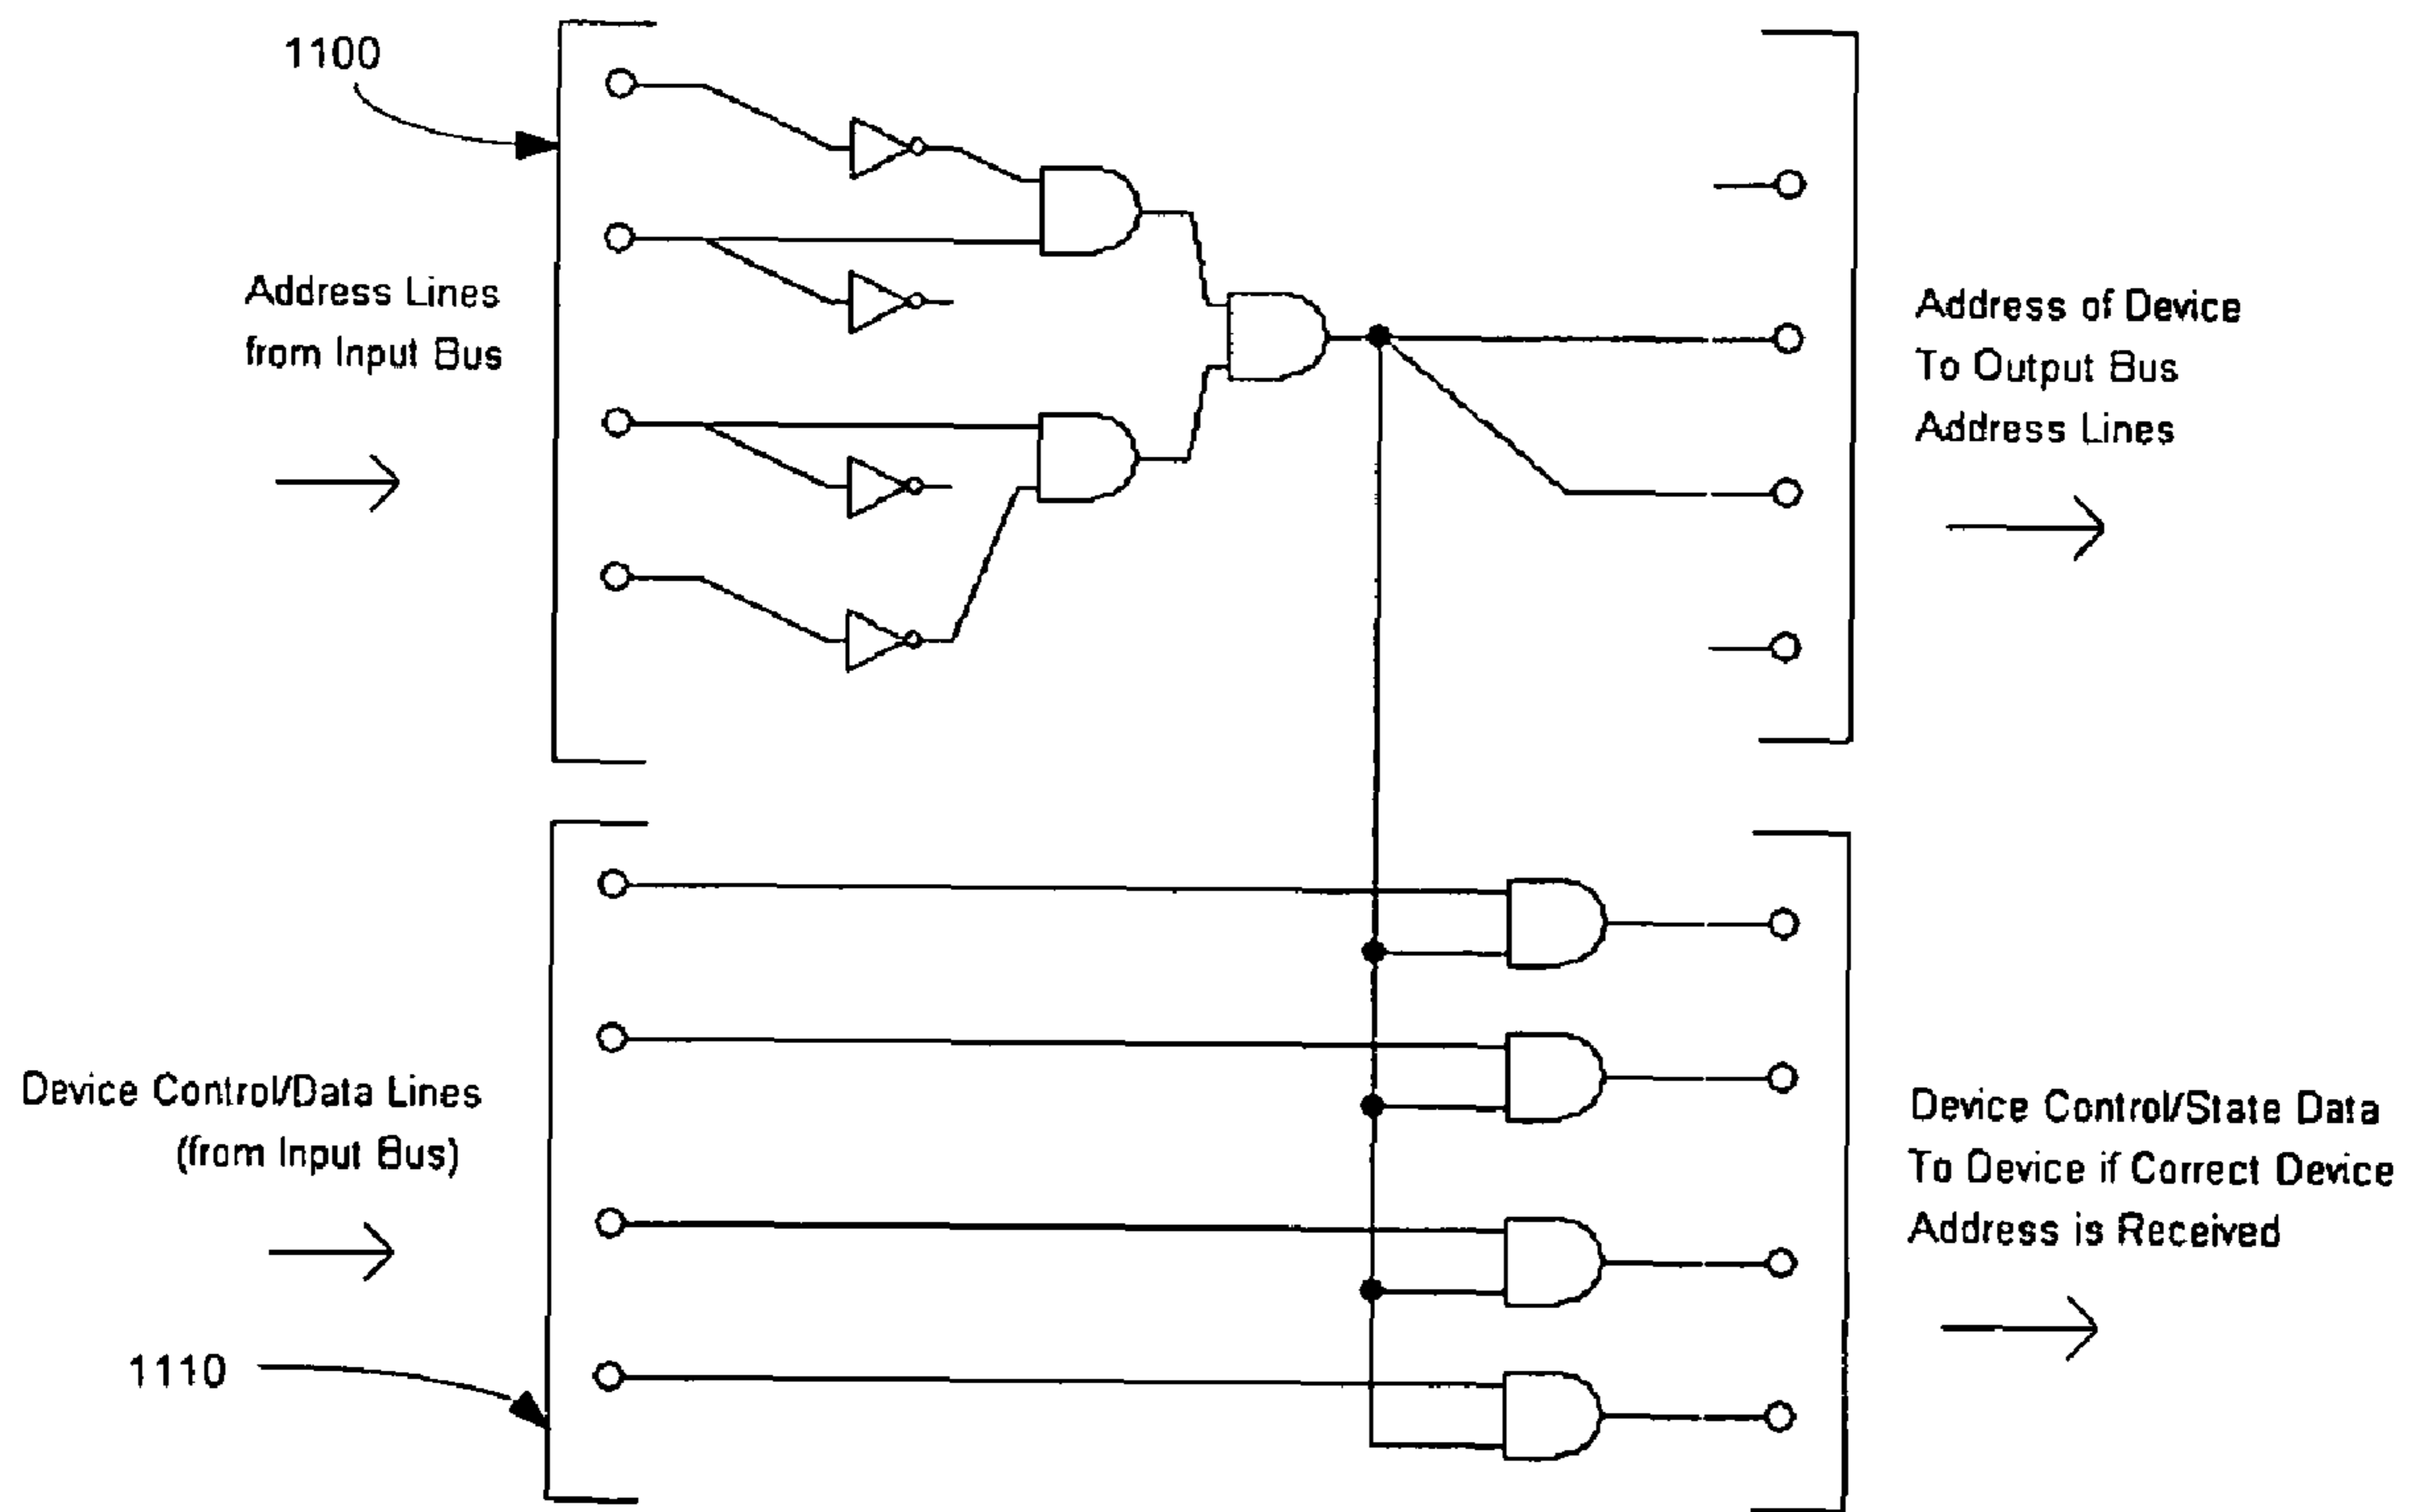 1100
Address Lines
from Input Bus
Address of Device
To Output Bus
Address Lines
Device Control/Data Lines
(from Input Bus)
1110
Device Control/State Data
To Device if Correct Device
Address is Received